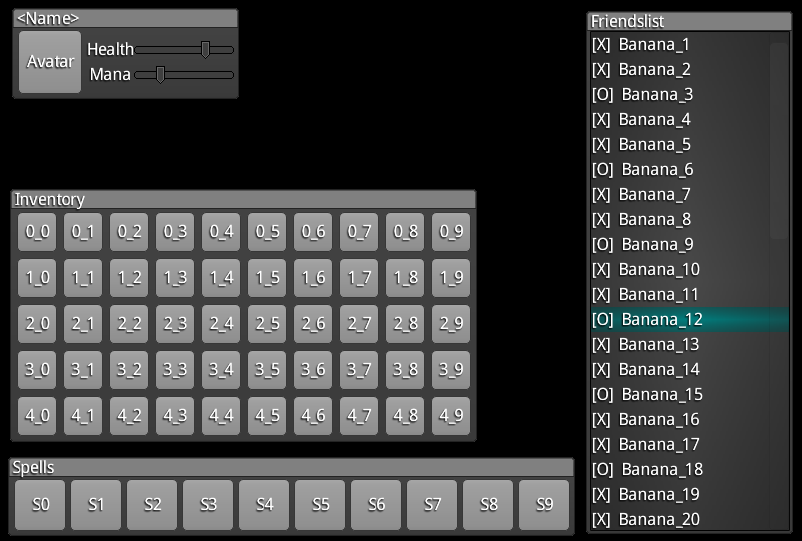 <Name>
Avatar
Health
Mana
Inventory
0_0 0_1 0_2 0_3 0_4 0_5 0_6 0_7 0_8 0_9
1_0 1_1 1_2 1_3 1_4 1_5 1_6 1_7 1_8 1_9
2_0 2_1 2_2 2_3 2_4 2_5 2_6 2_7 2_8 2_9
3_0 3_1 3_2 3_3 3_4 3_5 3_6 3_7 3_8 3_9
4_0 4_1 4_2 4_3 4_4 4_5 4_6 4_7 4_8 4_9
Spells
S0 S1 S2 S3 S4 S5 S6 S7 S8 S9
Friendslist
[X] Banana_1
[X] Banana_2
[O] Banana_3
[X] Banana_4
[X] Banana_5
[O] Banana_6
[X] Banana_7
[X] Banana_8
[O] Banana_9
[X] Banana_10
[X] Banana_11
[O] Banana_12
[X] Banana_13
[X] Banana_14
[O] Banana_15
[X] Banana_16
[X] Banana_17
[O] Banana_18
[X] Banana_19
[X] Banana_20